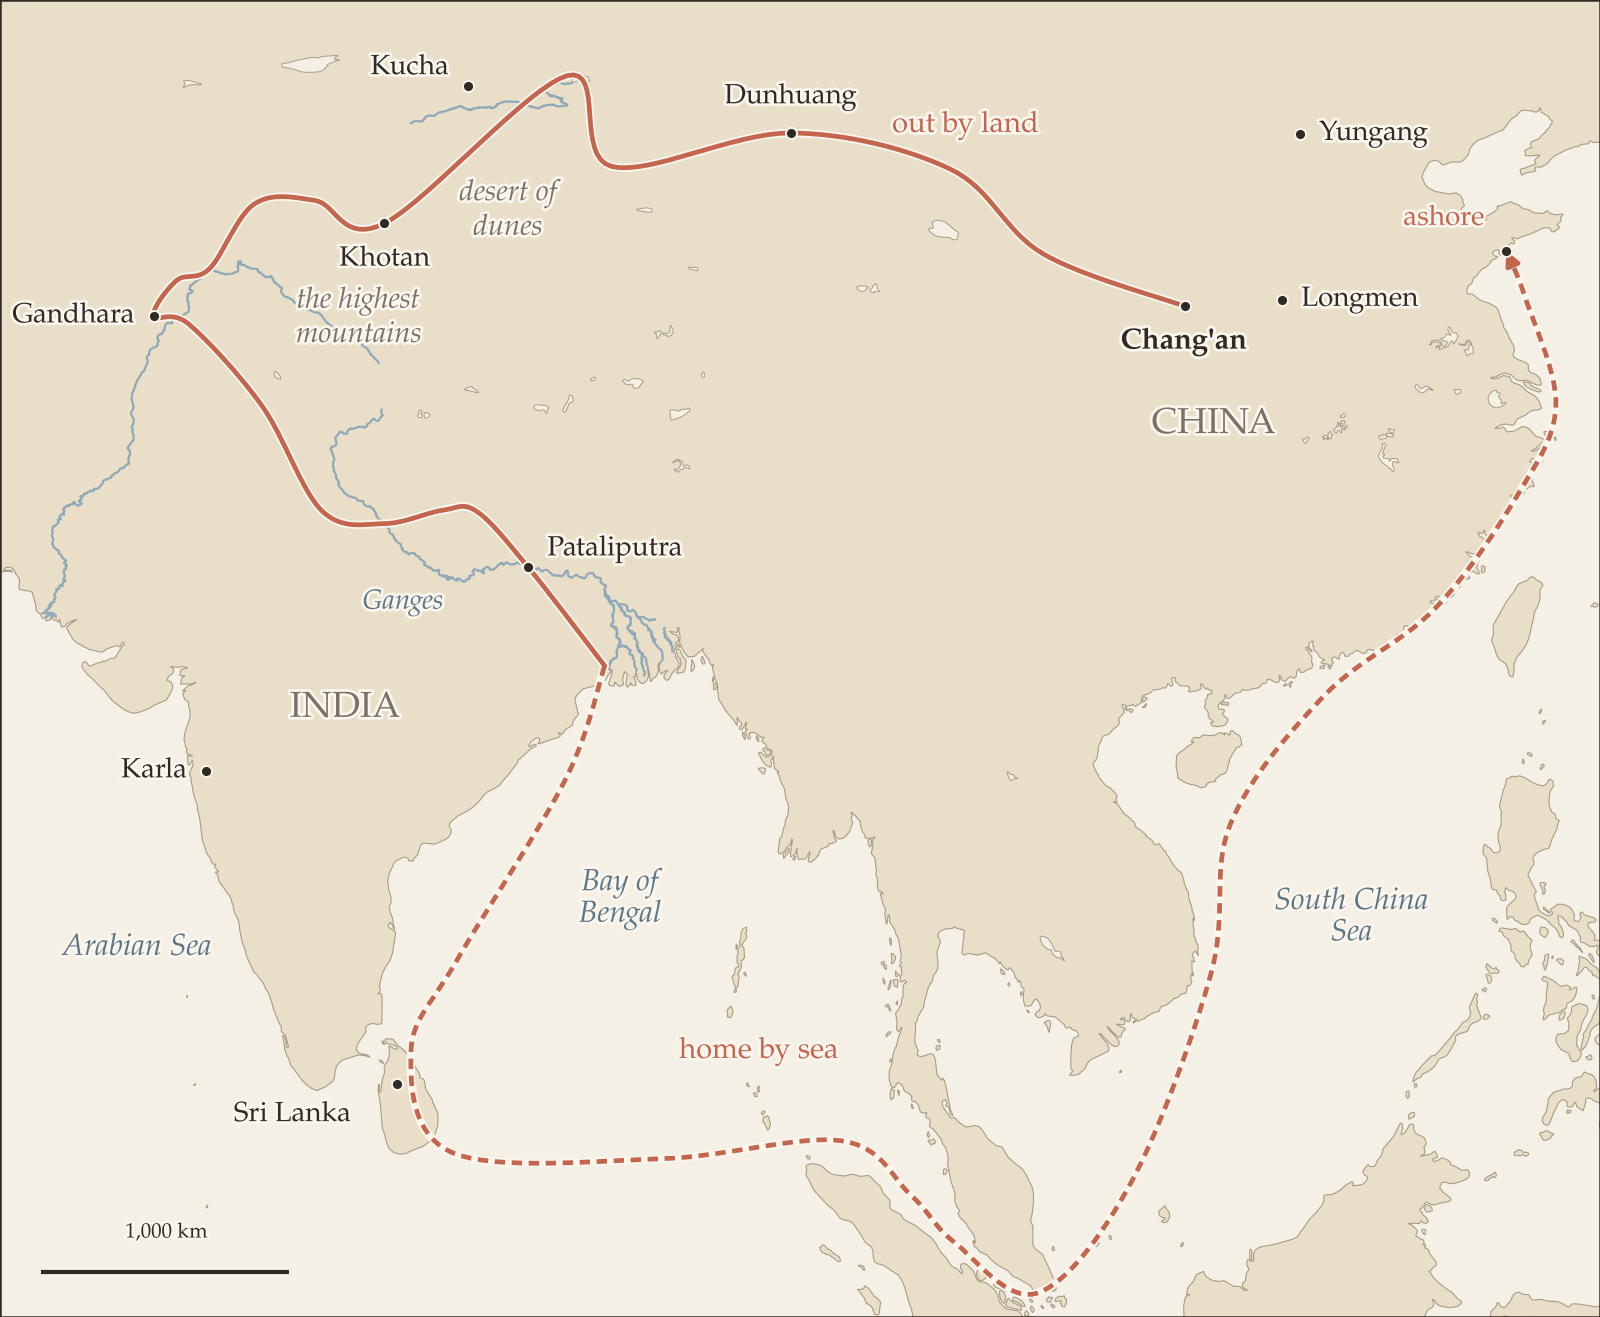 Kucha
Dunhuang
out by land
Yungang
desert of
dunes
ashore
Khotan
Gandhara
the highest
mountains
Longmen
Chang'an
CHINA
Pataliputra
Ganges
INDIA
Karla
Bay of
Bengal
South China
Sea
Arabian Sea
home by sea
Sri Lanka
1,000 km